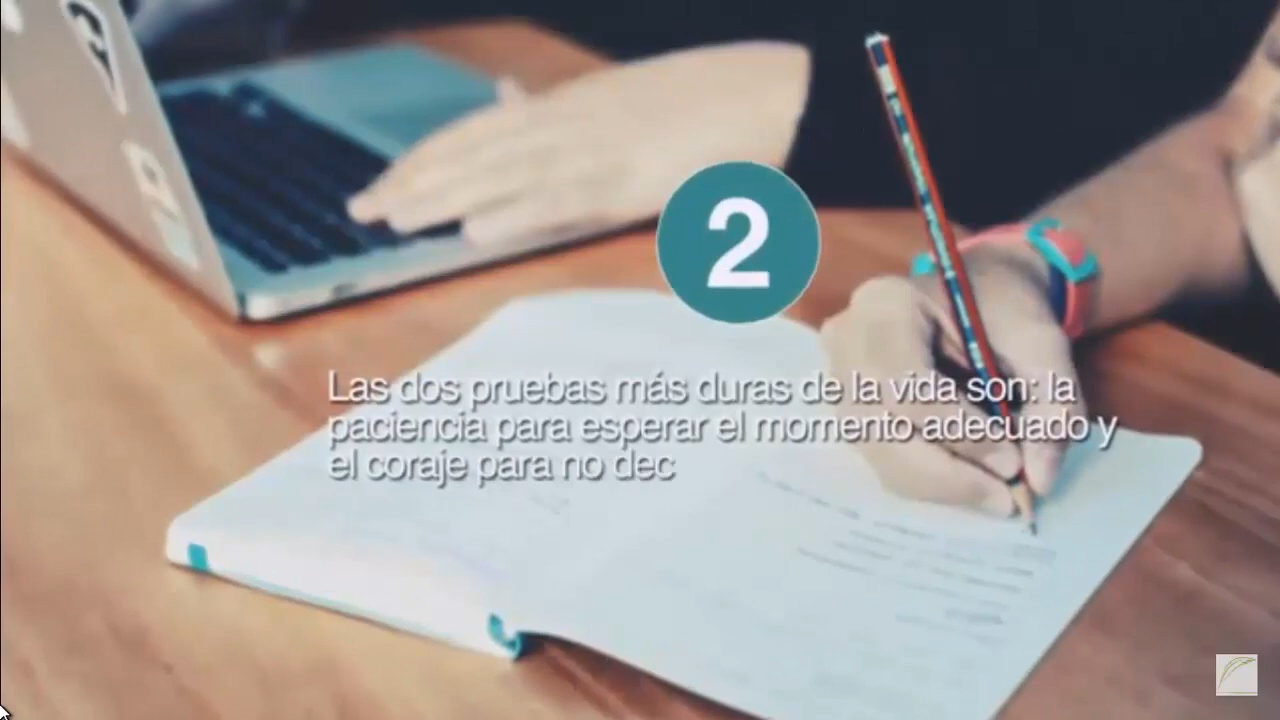 2
Las dos pruebas más duras de la vida son: la
paciencia para esperar el momento adecuado y
el coraje para no dec